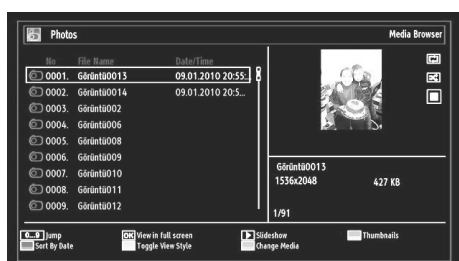 Photos
Media Browser
No File Name Date/Time
0001. Görüntü0013 09.01.2010 20:55:..
0002. Görüntü0014 09.01.2010 20:5...
0003. Görüntü002
0004. Görüntü006
0005. Görüntü008
0006. Görüntü009
0007. Görüntü010
0008. Görüntü011
0009. Görüntü012
Görüntü0013
1536x2048 427 KB
1/91
0...9 Jump OK View in full screen Slideshow Thumbnails
Sort By Date Toggle View Style Change Media